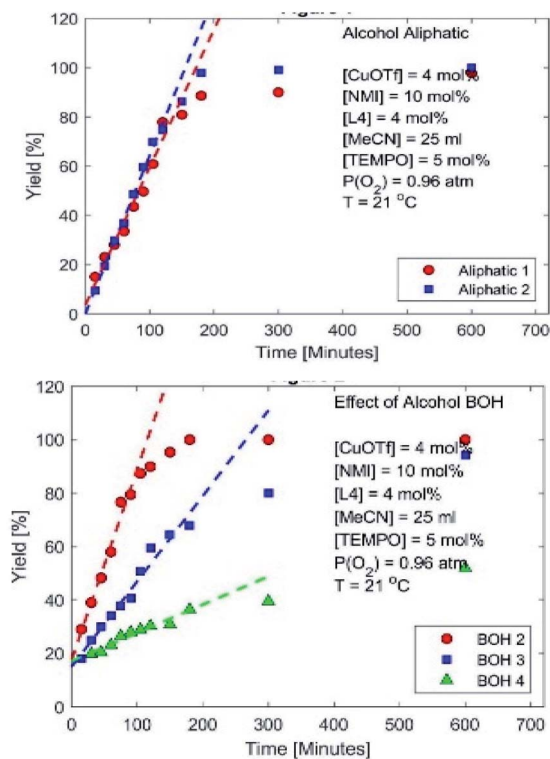 Alcohol Aliphatic
[CuOTf] = 4 mol%
[NMI] = 10 mol%
[L4] = 4 mol%
[MeCN] = 25 ml
[TEMPO] = 5 mol%
P(O2) = 0.96 atm
T = 21 °C
Yield [%]
120
100
80
60
40
20
0
Aliphatic 1
Aliphatic 2
0 100 200 300 400 500 600 700
Time [Minutes]
Effect of Alcohol BOH
[CuOTf] = 4 mol%
[NMI] = 10 mol%
[L4] = 4 mol%
[MeCN] = 25 ml
[TEMPO] = 5 mol%
P(O2) = 0.96 atm
T = 21 °C
Yield [%]
120
100
80
60
40
20
0
BOH 2
BOH 3
BOH 4
0 100 200 300 400 500 600 700
Time [Minutes]